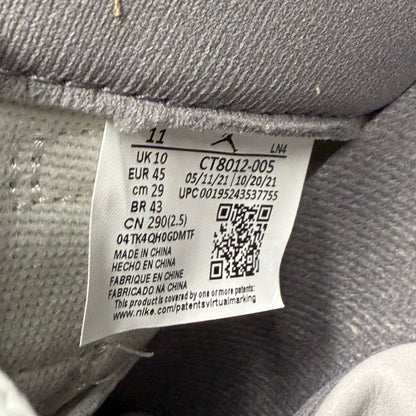 11 LN4
UK 10 CT8012-005
EUR 45 05/11/21 10/20/21
cm 29 UPC 00195243537755
BR 43
CN 290(2.5)
04TK4QH0GDMTF
MADE IN CHINA
HECHO EN CHINA
FABRIQUE EN CHINE
FABRICADO NA CHINA
This product is covered by one or more patents:
www.nike.com/patentsvirtualmarking